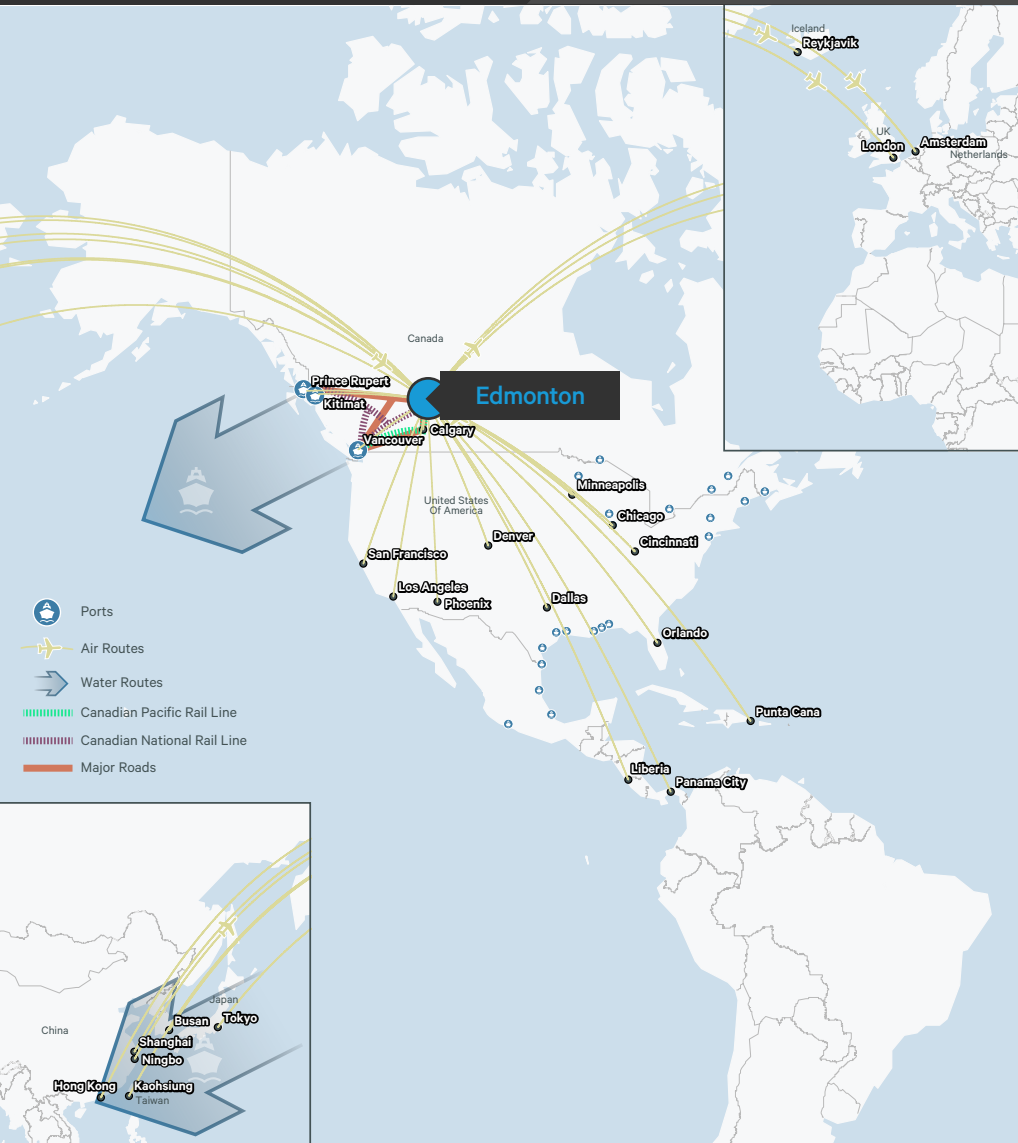 Iceland
Reykjavik
UK
London
Amsterdam
Netherlands
Canada
Prince Rupert
Kitimat
Edmonton
Vancouver
Calgary
Minneapolis
United States
Of America
Chicago
Denver
Cincinnati
San Francisco
Los Angeles
Phoenix
Dallas
Orlando
Punta Cana
Liberia
Panama City
Ports
Air Routes
Water Routes
Canadian Pacific Rail Line
Canadian National Rail Line
Major Roads
Japan
China
Busan
Tokyo
Shanghai
Ningbo
Hong Kong
Kaohsiung
Taiwan